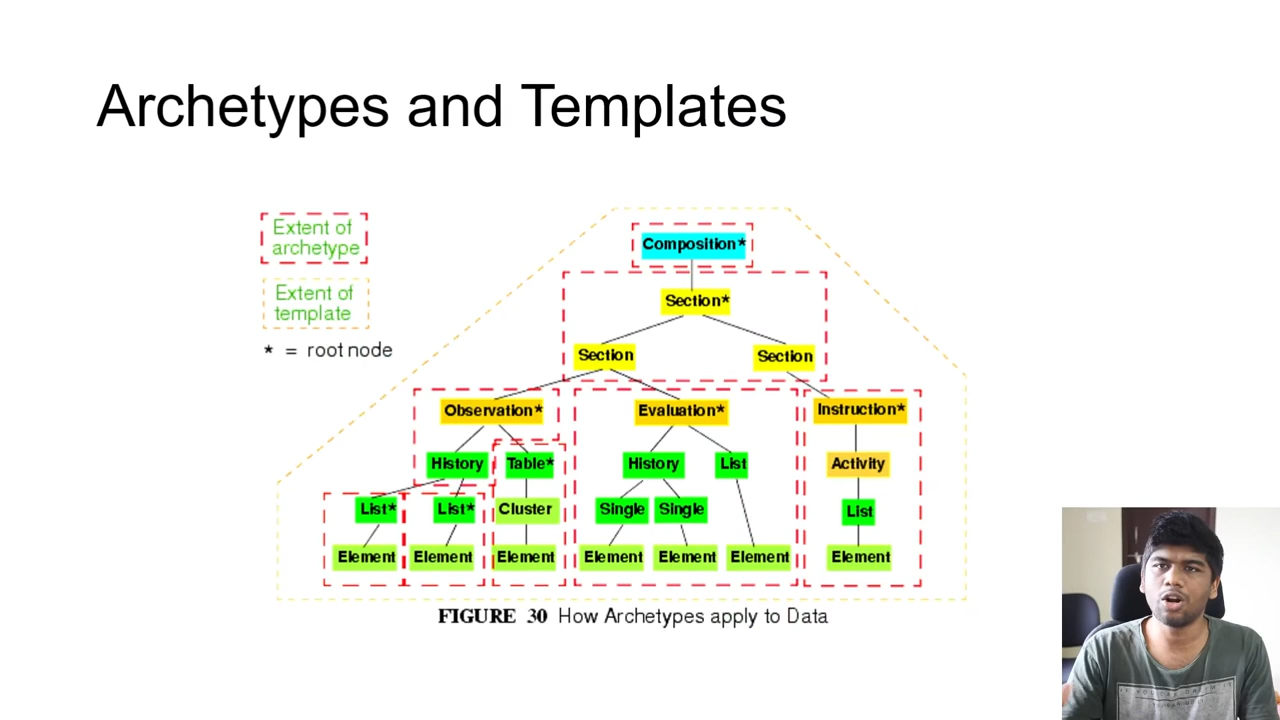 Archetypes and Templates
Extent of
archetype
Extent of
template
* = root node
Composition*
Section*
Section Section
Observation* Evaluation* Instruction*
History Table* History List Activity
List* List* Cluster Single Single List
Element Element Element Element Element Element Element
FIGURE 30 How Archetypes apply to Data